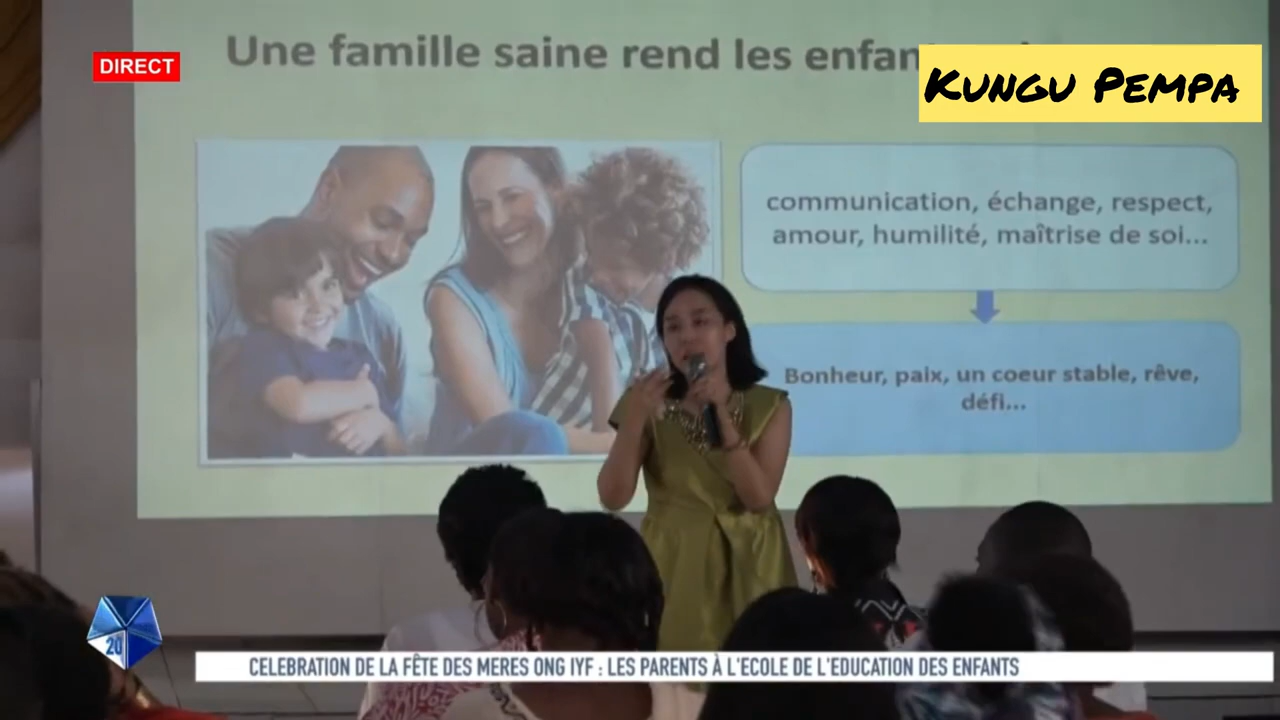 Une famille saine rend les
DIRECT
KUNGU PEMPA
communication, échange, respect,
amour, humilité, maîtrise de soi...
Bonheur, paix, un coeur stable, rêve,
défi...
20
CELEBRATION DE LA FÊTE DES MERES ONG IYF : LES PARENTS À L'ECOLE DE L'EDUCATION DES ENFANTS